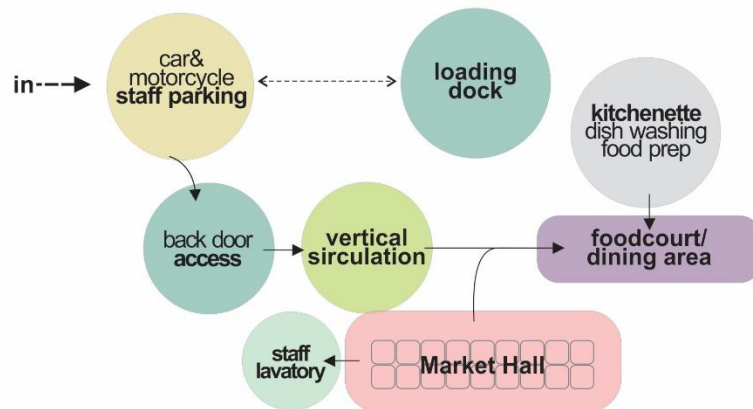 in
car&
motorcycle
staff parking
loading
dock
kitchenette
dish washing
food prep
back door
access
vertical
sirculation
foodcourt/
dining area
staff
lavatory
Market Hall